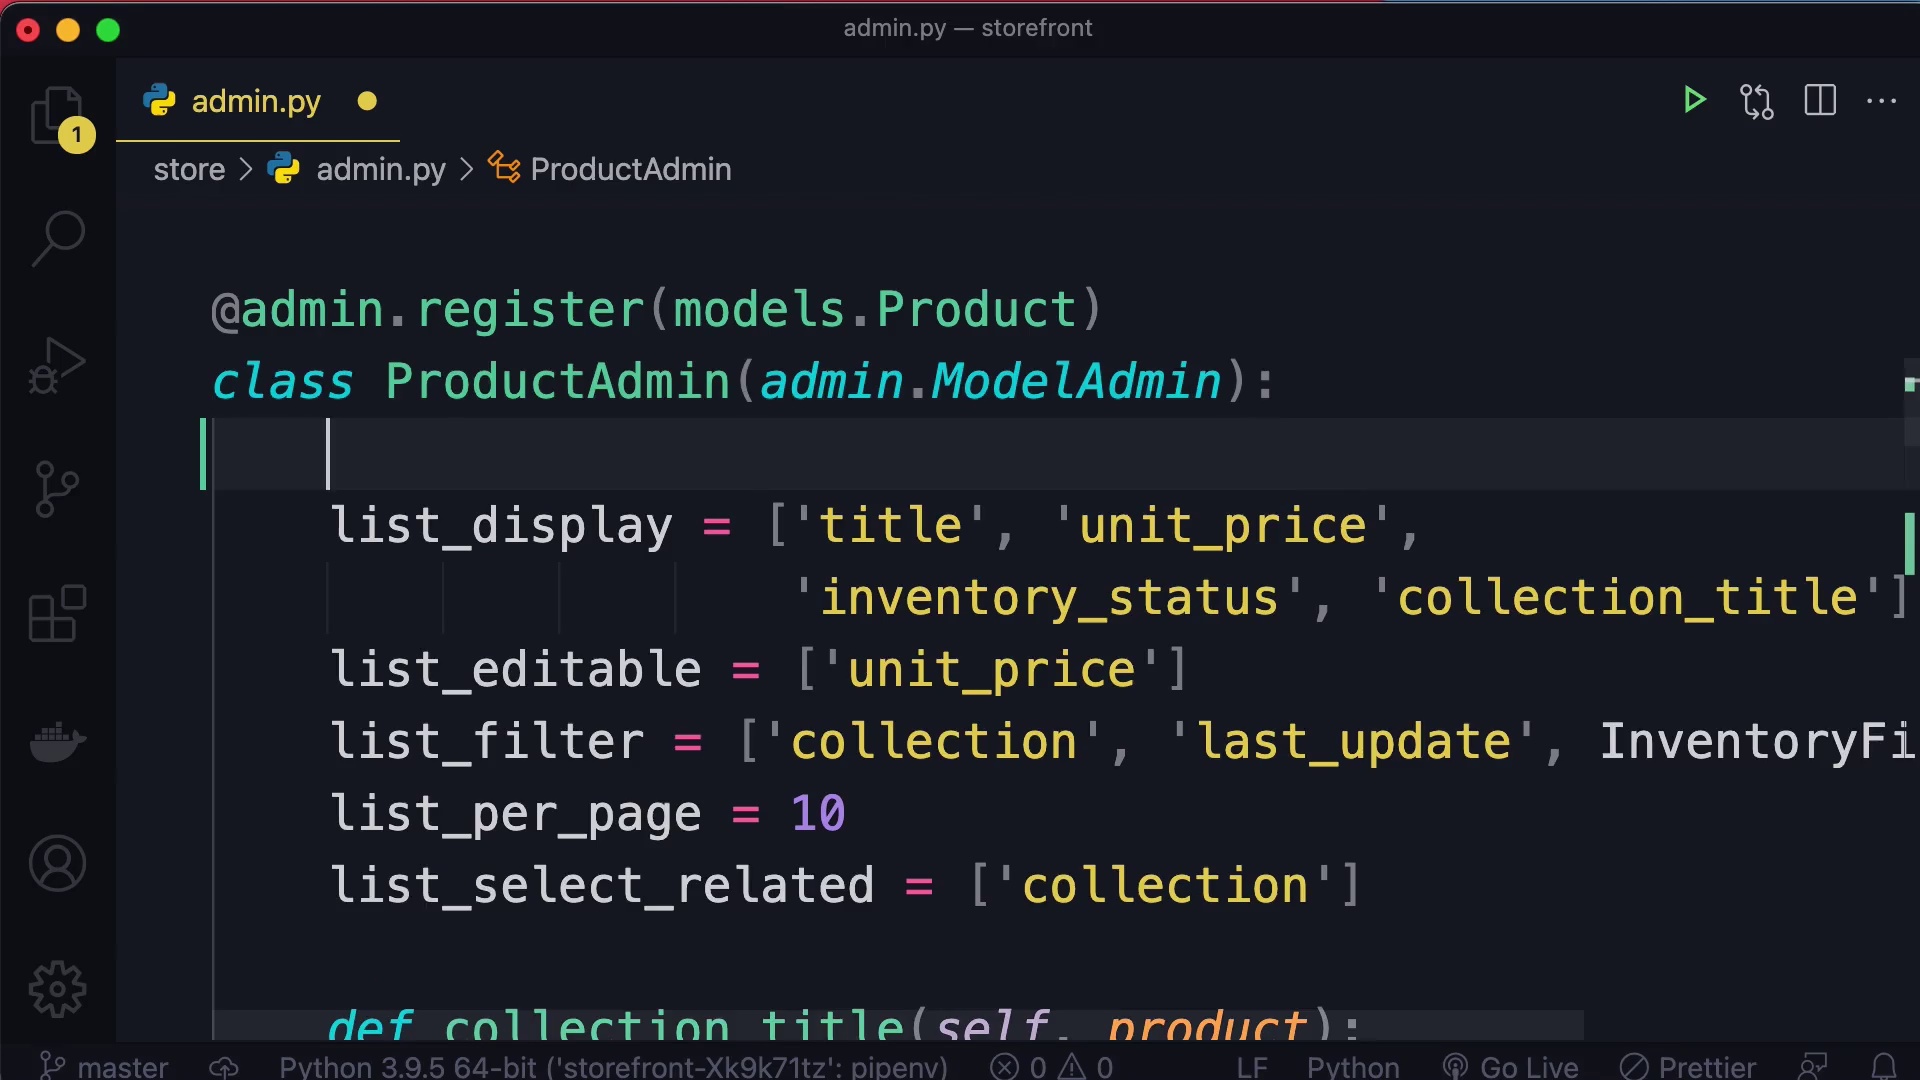 admin.py — storefront
admin.py
1
store > admin.py > ProductAdmin
@admin.register(models.Product)
class ProductAdmin(admin.ModelAdmin):
list_display = ['title', 'unit_price',
'inventory_status', 'collection_title']
list_editable = ['unit_price']
list_filter = ['collection', 'last_update', InventoryFi
list_per_page = 10
list_select_related = ['collection']
def collection_title(self, product):
master Python 3.9.5 64-bit ('storefront-Xk9k71tz': pipenv) 0 0 LF Python Go Live Prettier